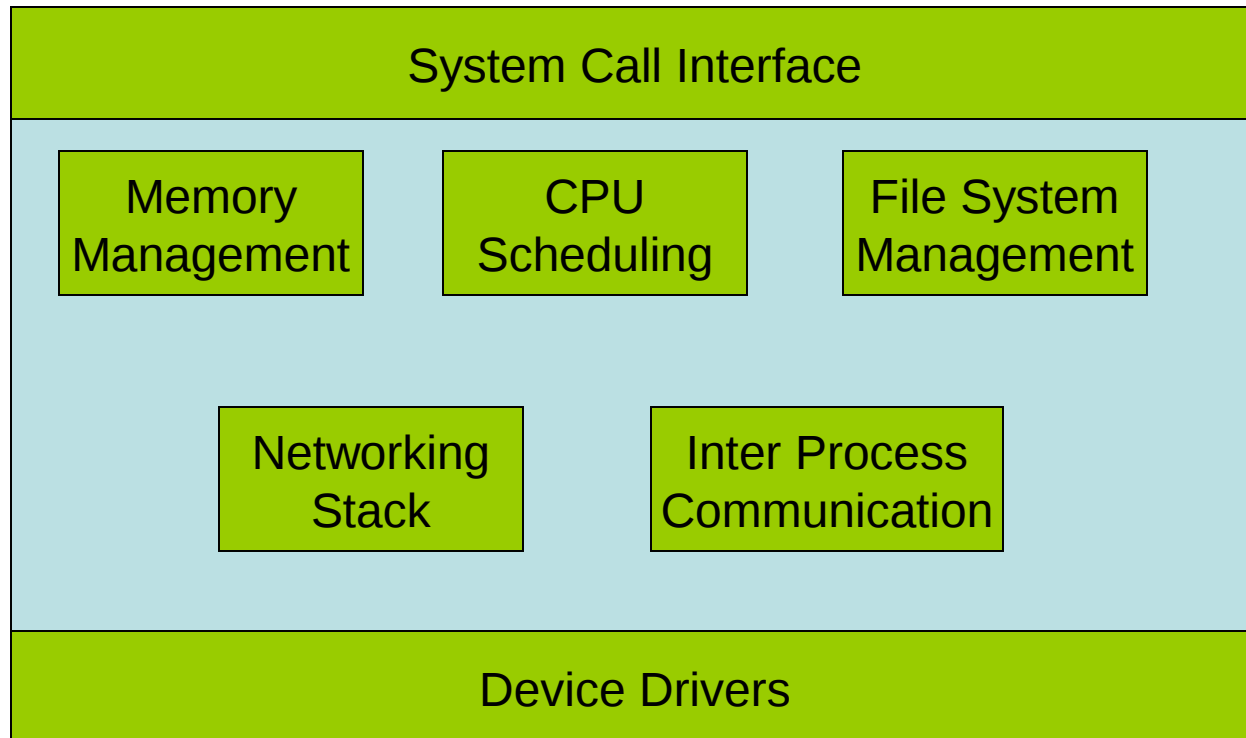 System Call Interface
Memory
Management
CPU
Scheduling
File System
Management
Networking
Stack
Inter Process
Communication
Device Drivers